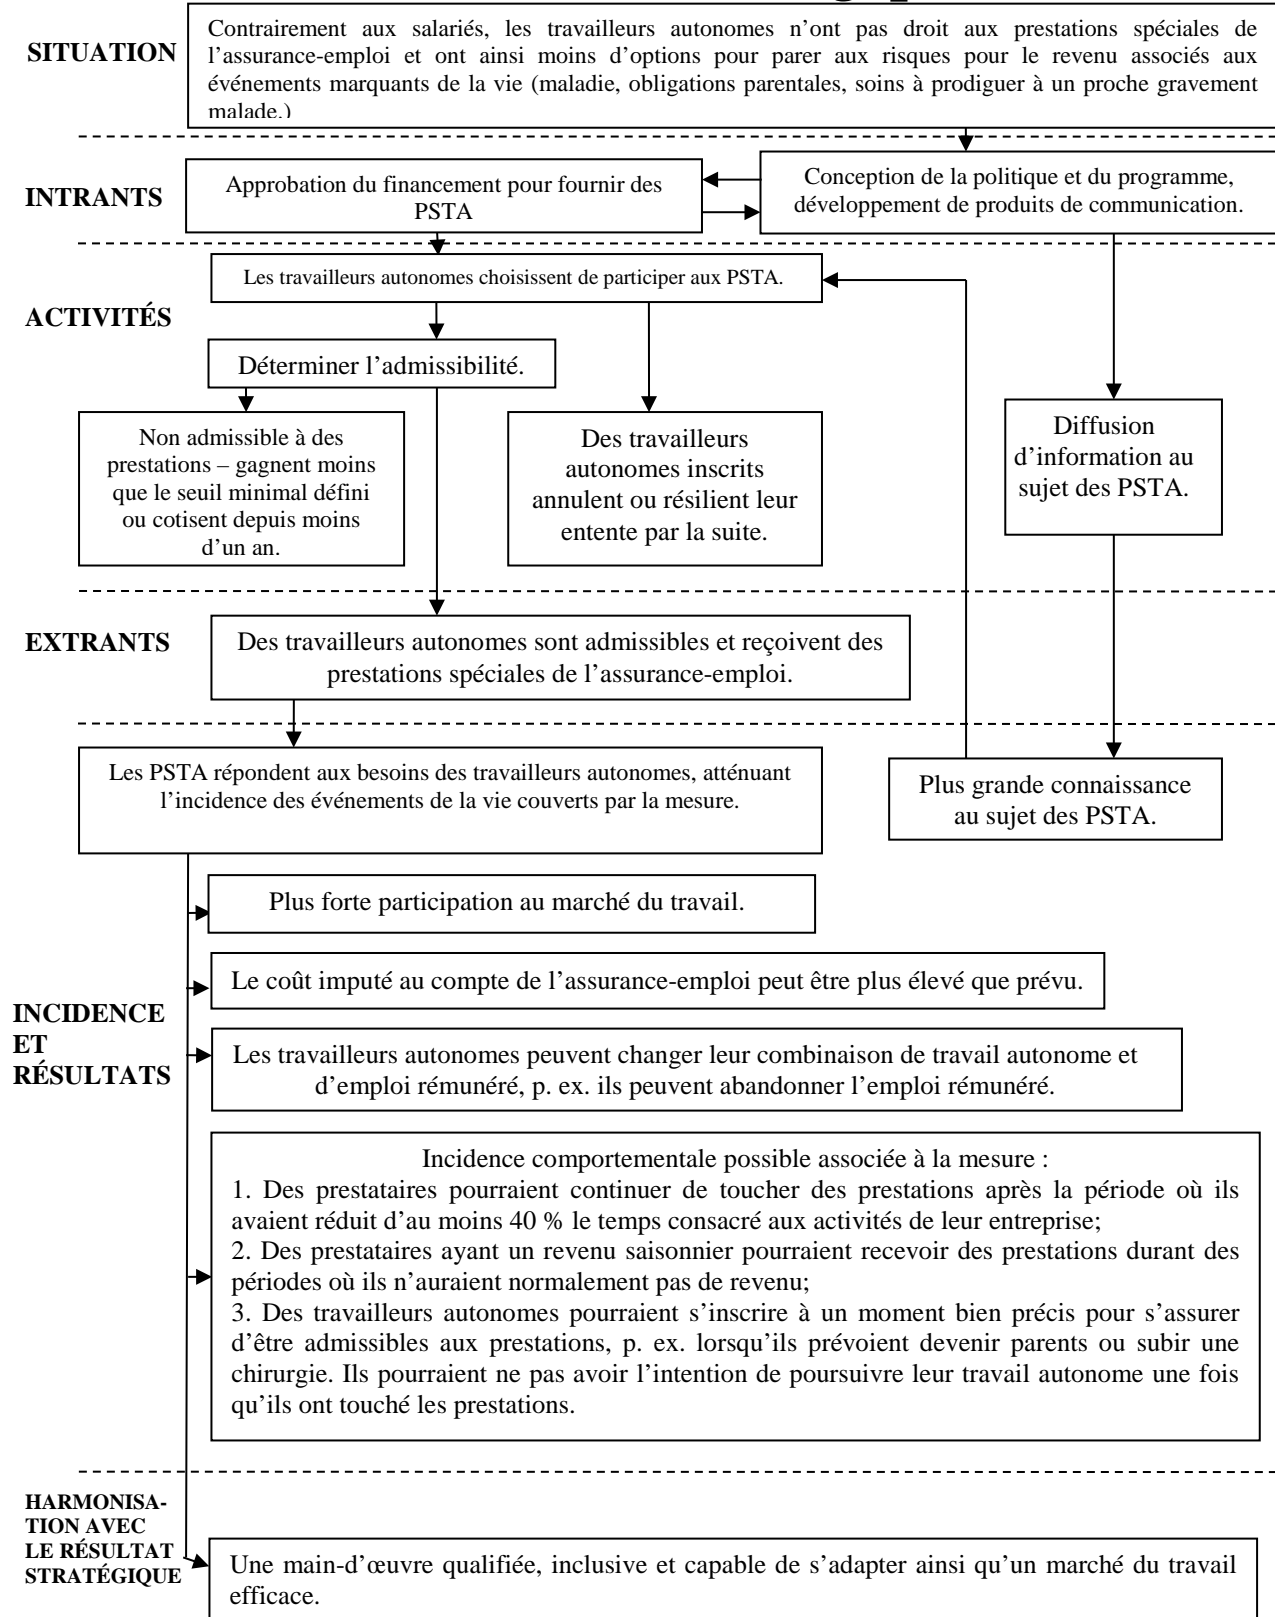 SITUATION
Contrairement aux salariés, les travailleurs autonomes n'ont pas droit aux prestations spéciales de
l'assurance-emploi et ont ainsi moins d'options pour parer aux risques pour le revenu associés aux
événements marquants de la vie (maladie, obligations parentales, soins à prodiguer à un proche gravement
malade.)
INTRANTS
Approbation du financement pour fournir des
PSTA
Conception de la politique et du programme,
développement de produits de communication.
ACTIVITÉS
Les travailleurs autonomes choisissent de participer aux PSTA.
Déterminer l'admissibilité.
Non admissible à des
prestations – gagnent moins
que le seuil minimal défini
ou cotisent depuis moins
d'un an.
Des travailleurs
autonomes inscrits
annulent ou résilient leur
entente par la suite.
Diffusion
d'information au
sujet des PSTA.
EXTRANTS
Des travailleurs autonomes sont admissibles et reçoivent des
prestations spéciales de l'assurance-emploi.
Les PSTA répondent aux besoins des travailleurs autonomes, atténuant
l'incidence des événements de la vie couverts par la mesure.
Plus grande connaissance
au sujet des PSTA.
INCIDENCE
ET
RÉSULTATS
Plus forte participation au marché du travail.
Le coût imputé au compte de l'assurance-emploi peut être plus élevé que prévu.
Les travailleurs autonomes peuvent changer leur combinaison de travail autonome et
d'emploi rémunéré, p. ex. ils peuvent abandonner l'emploi rémunéré.
Incidence comportementale possible associée à la mesure :
1. Des prestataires pourraient continuer de toucher des prestations après la période où ils
avaient réduit d'au moins 40 % le temps consacré aux activités de leur entreprise;
2. Des prestataires ayant un revenu saisonnier pourraient recevoir des prestations durant des
périodes où ils n'auraient normalement pas de revenu;
3. Des travailleurs autonomes pourraient s'inscrire à un moment bien précis pour s'assurer
d'être admissibles aux prestations, p. ex. lorsqu'ils prévoient devenir parents ou subir une
chirurgie. Ils pourraient ne pas avoir l'intention de poursuivre leur travail autonome une fois
qu'ils ont touché les prestations.
HARMONISA-
TION AVEC
LE RÉSULTAT
STRATÉGIQUE
Une main-d'œuvre qualifiée, inclusive et capable de s'adapter ainsi qu'un marché du travail
efficace.